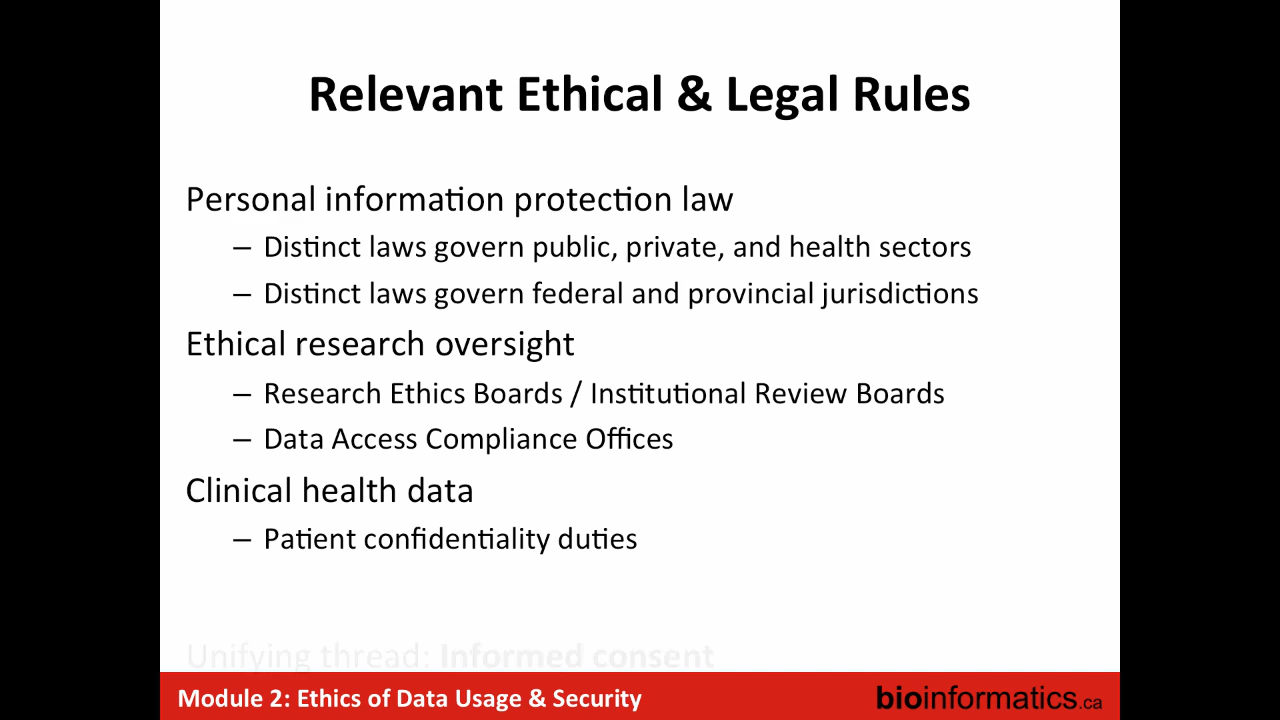 Relevant Ethical & Legal Rules
Personal information protection law
– Distinct laws govern public, private, and health sectors
– Distinct laws govern federal and provincial jurisdictions
Ethical research oversight
– Research Ethics Boards / Institutional Review Boards
– Data Access Compliance Offices
Clinical health data
– Patient confidentiality duties
Unifying thread: Informed consent
Module 2: Ethics of Data Usage & Security
bioinformatics.ca